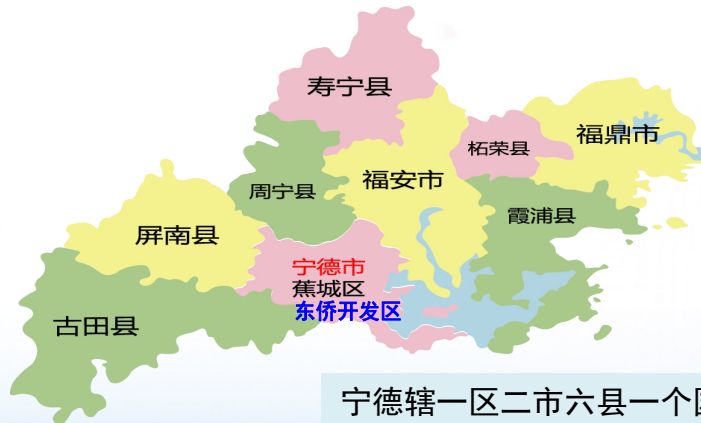 寿宁县
福鼎市
柘荣县
周宁县
福安市
霞浦县
屏南县
宁德市
蕉城区
东侨开发区
古田县
宁德辖一区二市六县一个